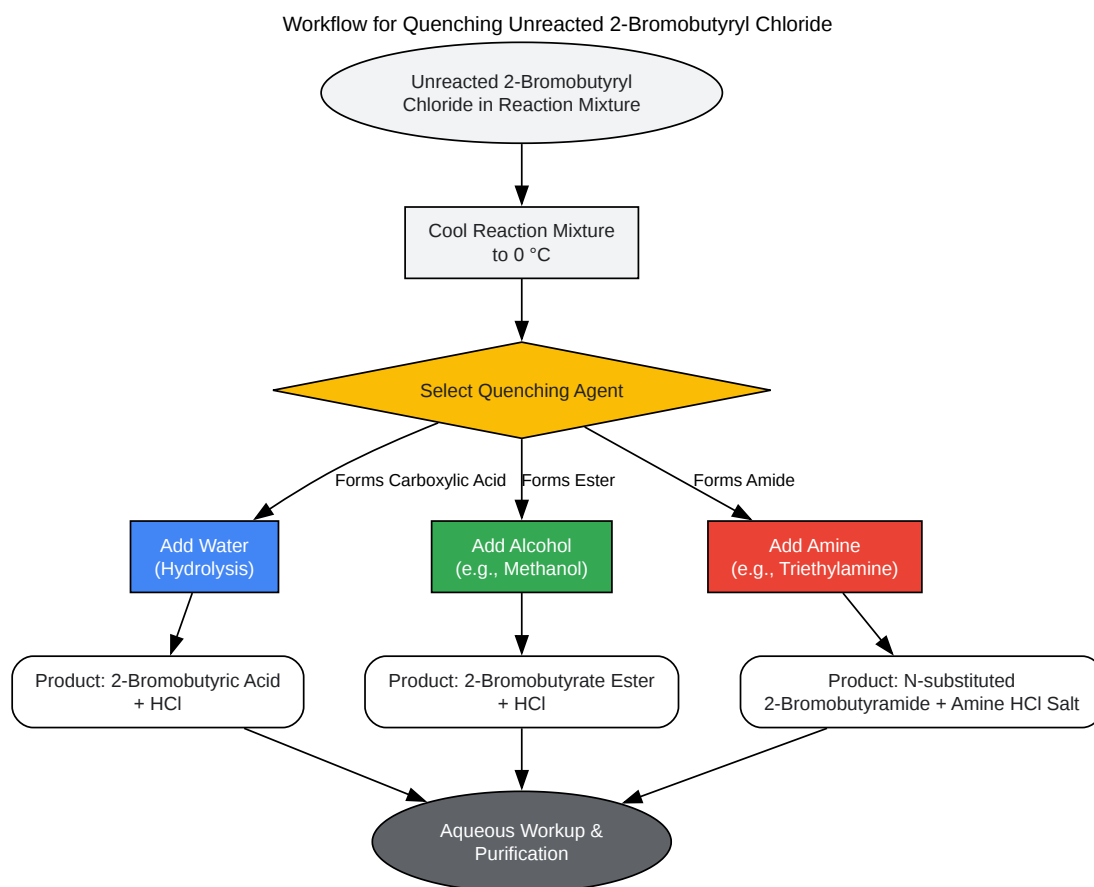 Workflow for Quenching Unreacted 2-Bromobutyryl Chloride
Unreacted 2-Bromobutyryl
Chloride in Reaction Mixture
Cool Reaction Mixture
to 0 °C
Select Quenching Agent
Forms Carboxylic Acid
Forms Ester
Forms Amide
Add Water
(Hydrolysis)
Add Alcohol
(e.g., Methanol)
Add Amine
(e.g., Triethylamine)
Product: 2-Bromobutyric Acid
+ HCl
Product: 2-Bromobutyrate Ester
+ HCl
Product: N-substituted
2-Bromobutyramide + Amine HCl Salt
Aqueous Workup &
Purification